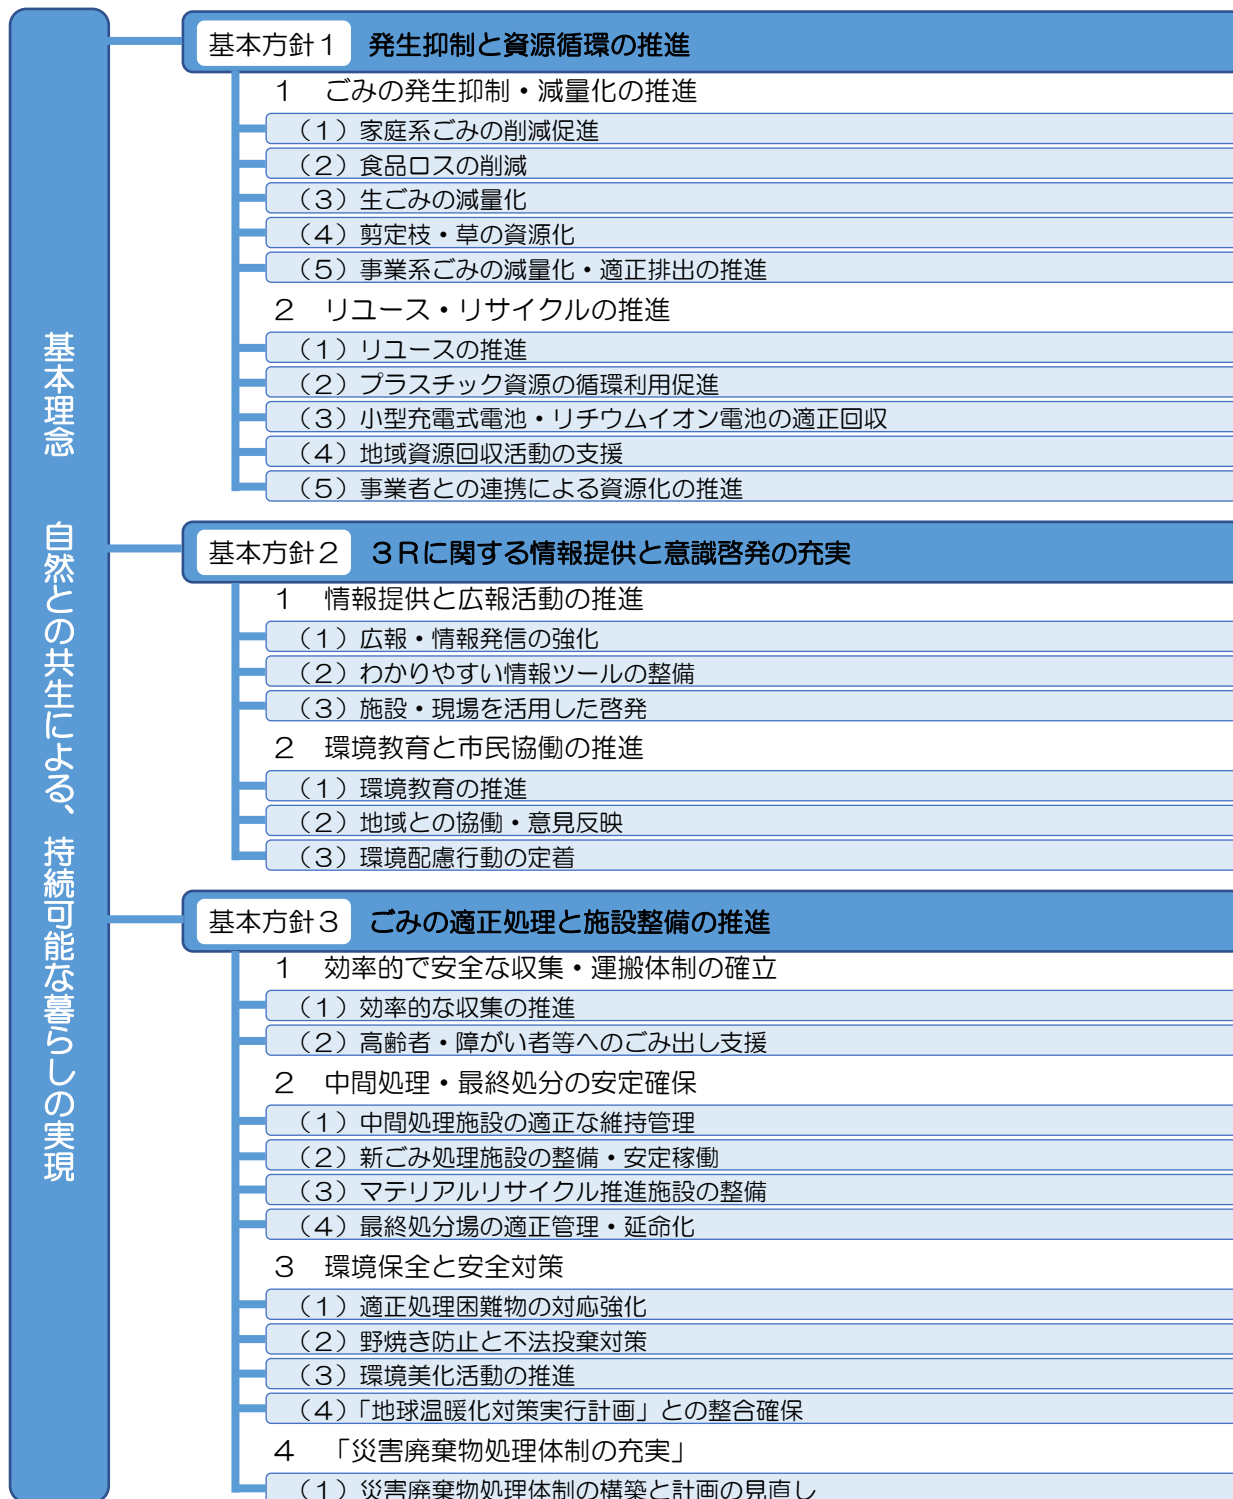 基本理念　自然との共生による、持続可能な暮らしの実現
基本方針１　発生抑制と資源循環の推進
１　ごみの発生抑制・減量化の推進
（１）家庭系ごみの削減促進
（２）食品ロスの削減
（３）生ごみの減量化
（４）剪定枝・草の資源化
（５）事業系ごみの減量化・適正排出の推進
２　リユース・リサイクルの推進
（１）リユースの推進
（２）プラスチック資源の循環利用促進
（３）小型充電式電池・リチウムイオン電池の適正回収
（４）地域資源回収活動の支援
（５）事業者との連携による資源化の推進
基本方針２　３Ｒに関する情報提供と意識啓発の充実
１　情報提供と広報活動の推進
（１）広報・情報発信の強化
（２）わかりやすい情報ツールの整備
（３）施設・現場を活用した啓発
２　環境教育と市民協働の推進
（１）環境教育の推進
（２）地域との協働・意見反映
（３）環境配慮行動の定着
基本方針３　ごみの適正処理と施設整備の推進
１　効率的で安全な収集・運搬体制の確立
（１）効率的な収集の推進
（２）高齢者・障がい者等へのごみ出し支援
２　中間処理・最終処分の安定確保
（１）中間処理施設の適正な維持管理
（２）新ごみ処理施設の整備・安定稼働
（３）マテリアルリサイクル推進施設の整備
（４）最終処分場の適正管理・延命化
３　環境保全と安全対策
（１）適正処理困難物の対応強化
（２）野焼き防止と不法投棄対策
（３）環境美化活動の推進
（４）「地球温暖化対策実行計画」との整合確保
４　「災害廃棄物処理体制の充実」
（１）災害廃棄物処理体制の構築と計画の見直し